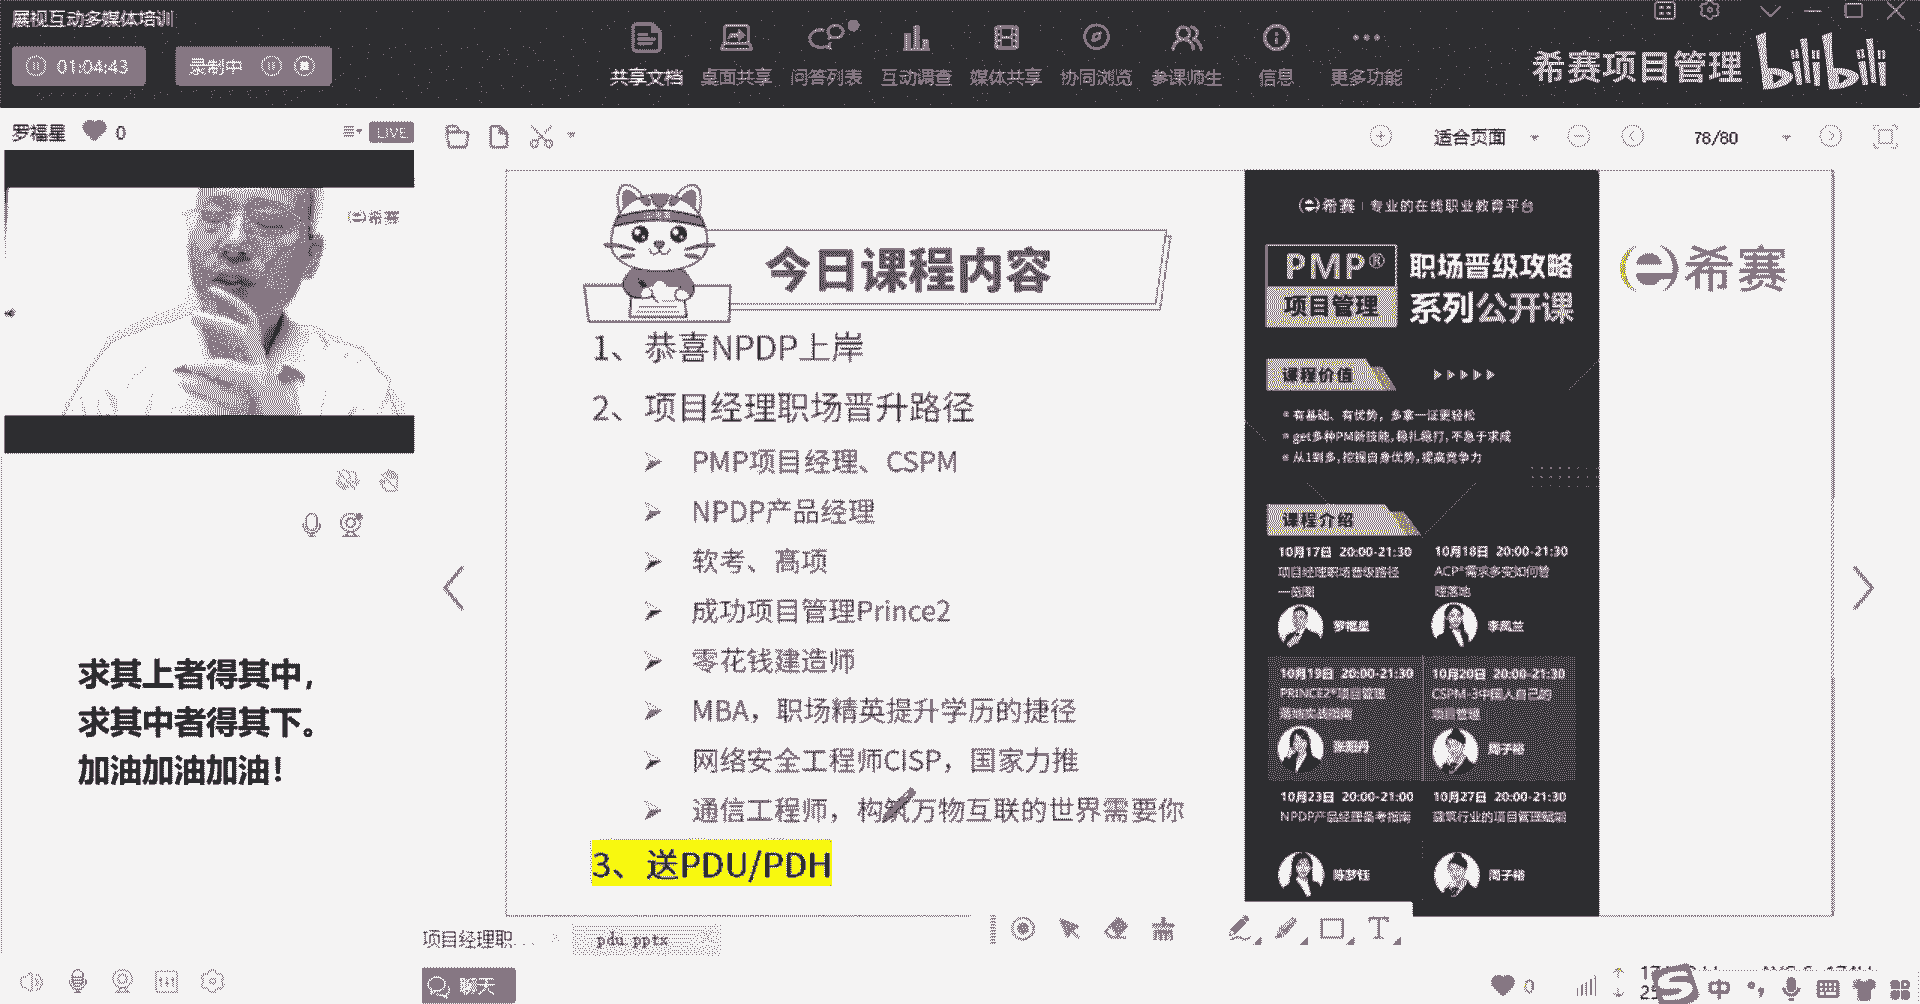 展视互动多媒体培训
01:04:43
录制中
共享文档
桌面共享
问答列表
互动调查
媒体共享
协同浏览
参课师生
信息
更多功能
希赛项目管理 bilibili
罗福星 0
LIVE
适合页面
78/80
希赛
求其上者得其中，
求其中者得其下。
加油加油加油！
今日课程内容
1、恭喜NPDP上岸
2、项目经理职场晋升路径
PMP项目经理、CSPM
NPDP产品经理
软考、高项
成功项目管理Prince2
零花钱建造师
MBA，职场精英提升学历的捷径
网络安全工程师CISP，国家力推
通信工程师，构筑万物互联的世界需要你
3、送PDU/PDH
希赛 | 专业的在线职业教育平台
PMP® 职场晋级攻略
项目管理 系列公开课
课程价值
有基础、有优势，多拿一证更轻松
get多种PM新技能,稳扎稳打,不急于求成
从1到多,挖掘自身优势,提高竞争力
课程介绍
10月17日 20:00-21:30
项目经理职场晋级路径
一览图
罗福星
10月18日 20:00-21:30
ACP®需求多变如何管
理落地
李凤兰
10月19日 20:00-21:30
PRINCE2®项目管理
落地实战指南
10月20日 20:00-21:30
CSPM-3中国人自己的
项目管理
周子裕
10月23日 20:00-21:00
NPDP产品经理备考指南
陈梦钰
10月27日 20:00-21:30
建筑行业的项目管理赋能
周子裕
希赛
项目经理职...
pdu.pptx
聊天
0
中